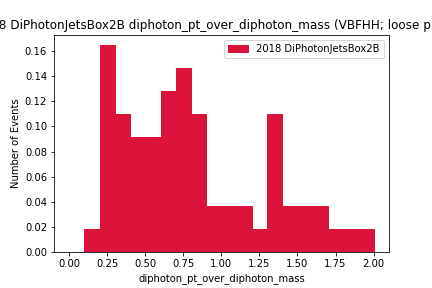 8 DiPhotonJetsBox2B diphoton_pt_over_diphoton_mass (VBFHH; loose p
2018 DiPhotonJetsBox2B
0.16
0.14
0.12
0.10
0.08
0.06
0.04
0.02
0.00
Number of Events
0.00 0.25 0.50 0.75 1.00 1.25 1.50 1.75 2.00
diphoton_pt_over_diphoton_mass